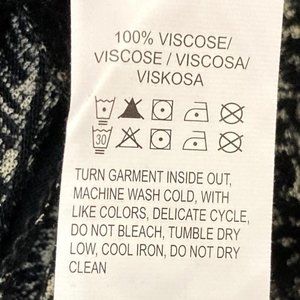 100% VISCOSE/
VISCOSE / VISCOSA/
VISKOSA
30
TURN GARMENT INSIDE OUT,
MACHINE WASH COLD, WITH
LIKE COLORS, DELICATE CYCLE,
DO NOT BLEACH, TUMBLE DRY
LOW, COOL IRON, DO NOT DRY
CLEAN